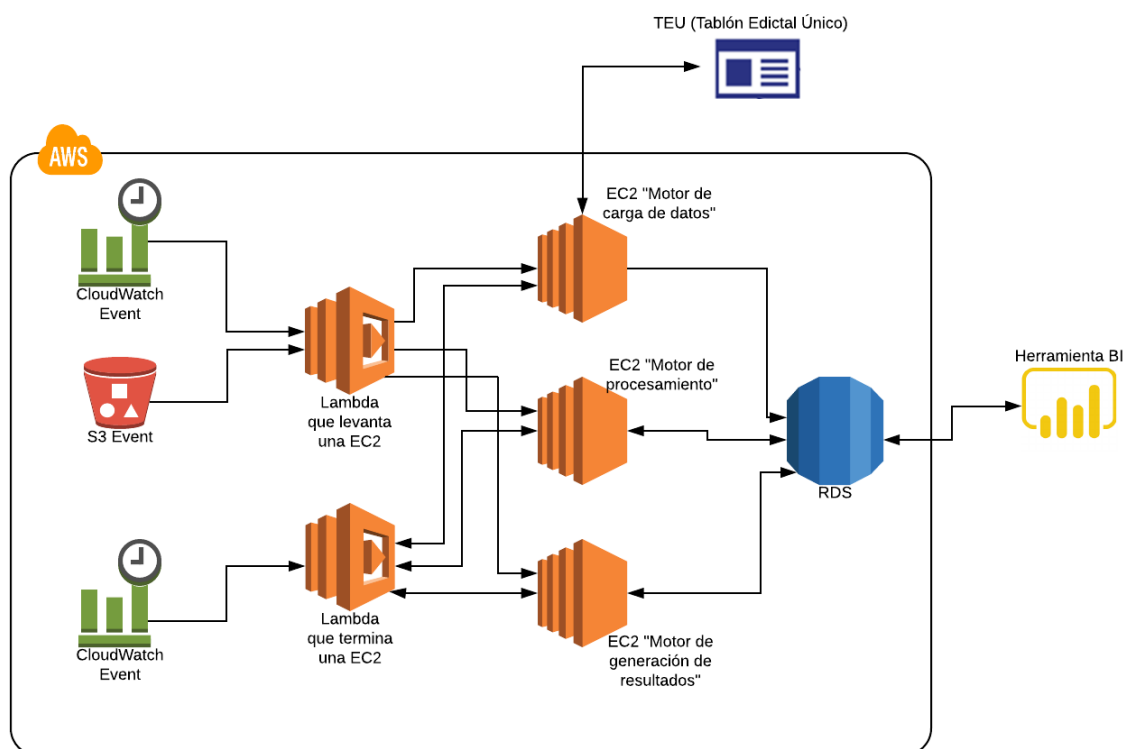 TEU (Tablón Edictal Único)
AWS
EC2 "Motor de
carga de datos"
CloudWatch
Event
EC2 "Motor de
procesamiento"
Herramienta BI
Lambda
que levanta
una EC2
S3 Event
RDS
Lambda
que termina
una EC2
EC2 "Motor de
generación de
resultados"
CloudWatch
Event